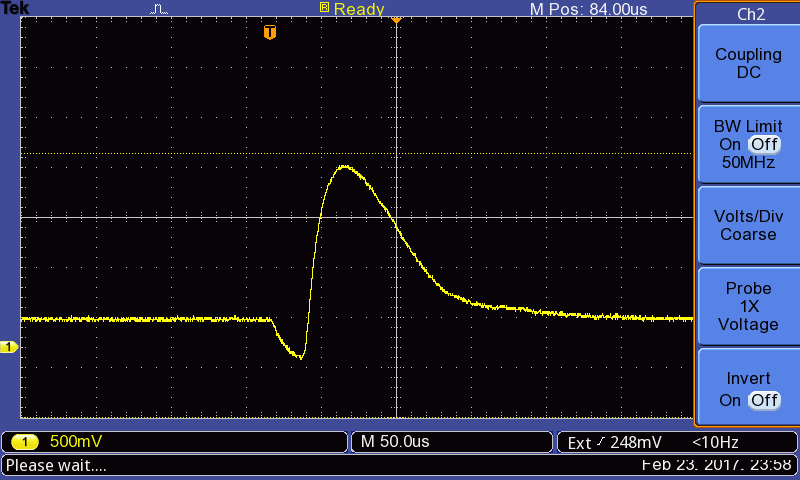 Tek
R Ready
M Pos: 84.00us
Ch2
T
Coupling
DC
BW Limit
On Off
50MHz
Volts/Div
Coarse
Probe
1X
Voltage
Invert
On Off
1
1 500mV
M 50.0us
Ext 248mV <10Hz
Please wait....
Feb 23, 2017, 23:58